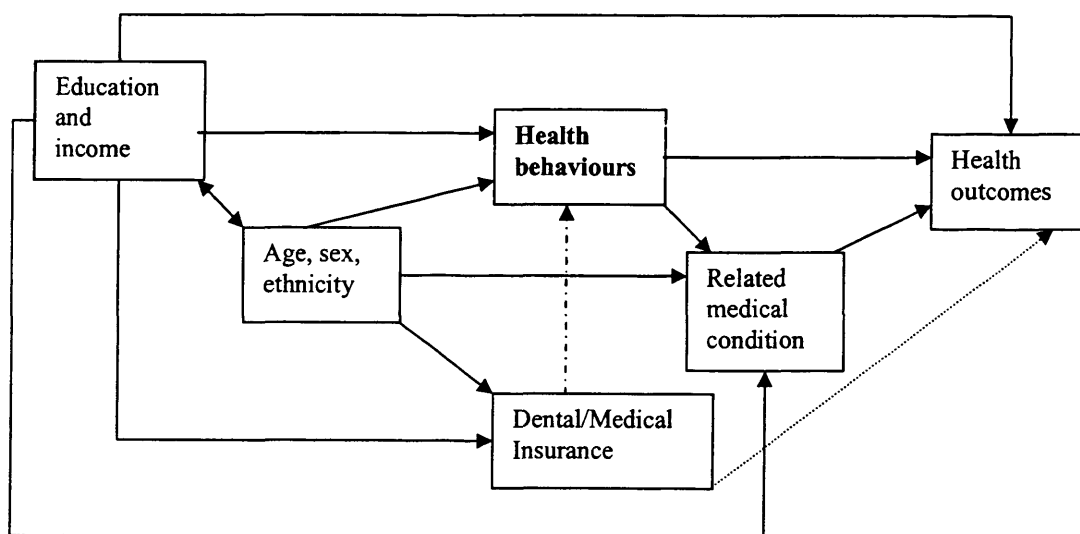 Education
and
income
Health
behaviours
Health
outcomes
Age, sex,
ethnicity
Related
medical
condition
Dental/Medical
Insurance